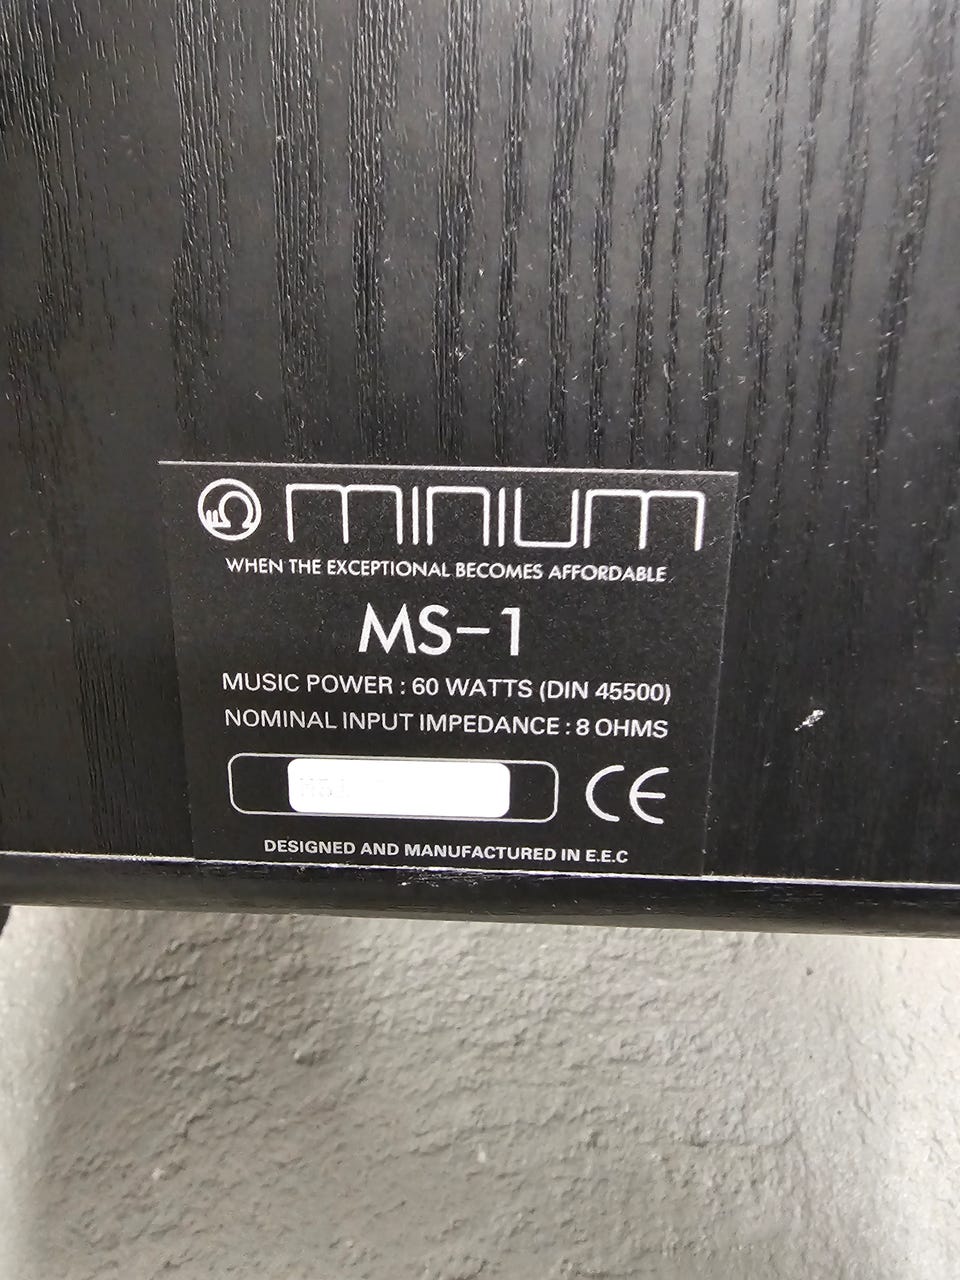 minium
WHEN THE EXCEPTIONAL BECOMES AFFORDABLE
MS-1
MUSIC POWER : 60 WATTS (DIN 45500)
NOMINAL INPUT IMPEDANCE : 8 OHMS
CE
DESIGNED AND MANUFACTURED IN E.E.C